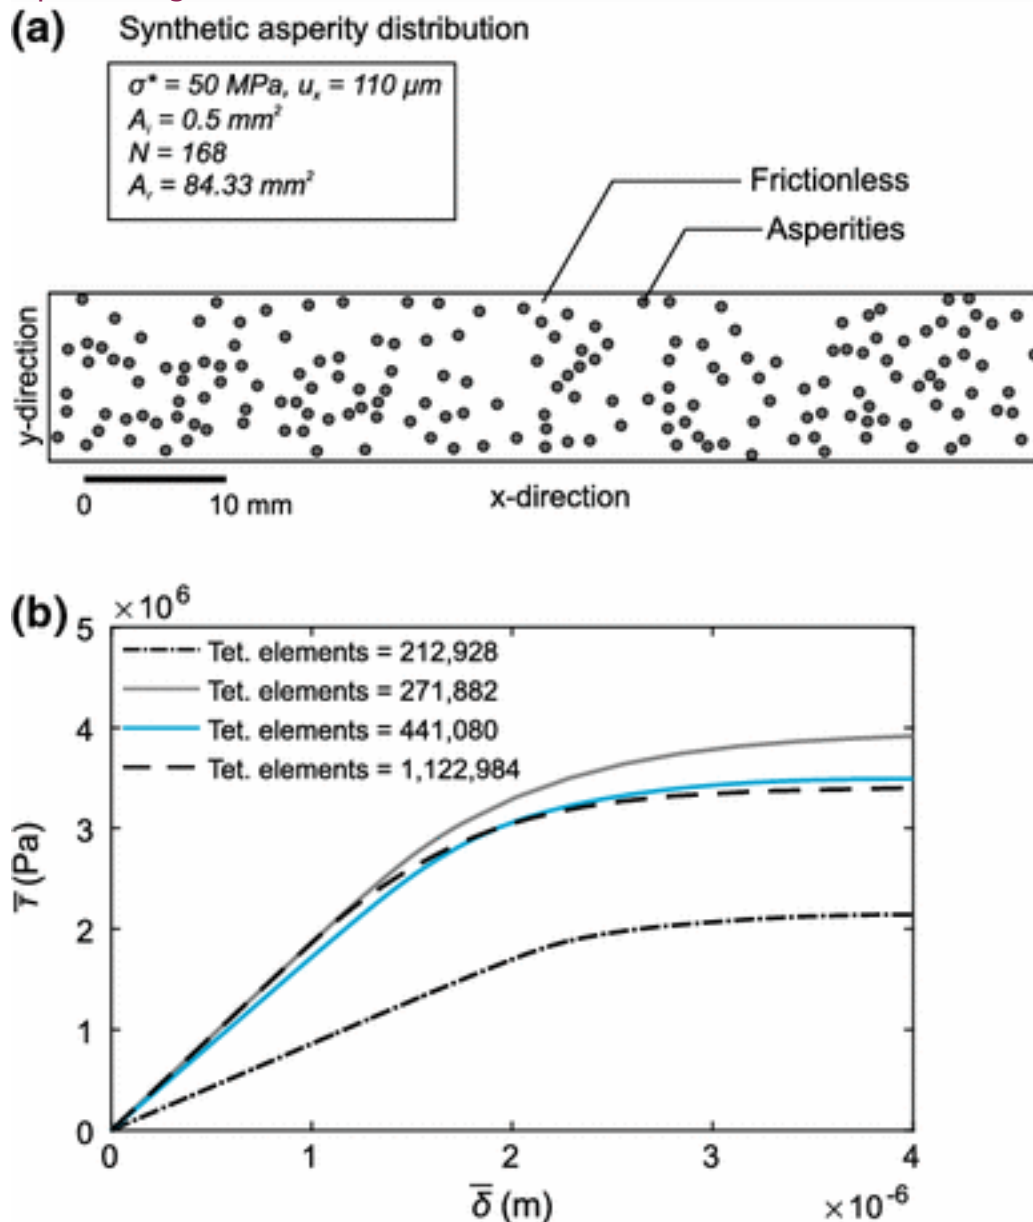 (a) Synthetic asperity distribution
σ* = 50 MPa, uₓ = 110 μm
Aᵢ = 0.5 mm²
N = 168
Aᵣ = 84.33 mm²
Frictionless
Asperities
y-direction
0 10 mm
x-direction
(b) ×10⁶
5
Tet. elements = 212,928
Tet. elements = 271,882
4
Tet. elements = 441,080
Tet. elements = 1,122,984
3
τ̅ (Pa)
2
1
0
0 1 2 3 4
δ̅ (m) ×10⁻⁶